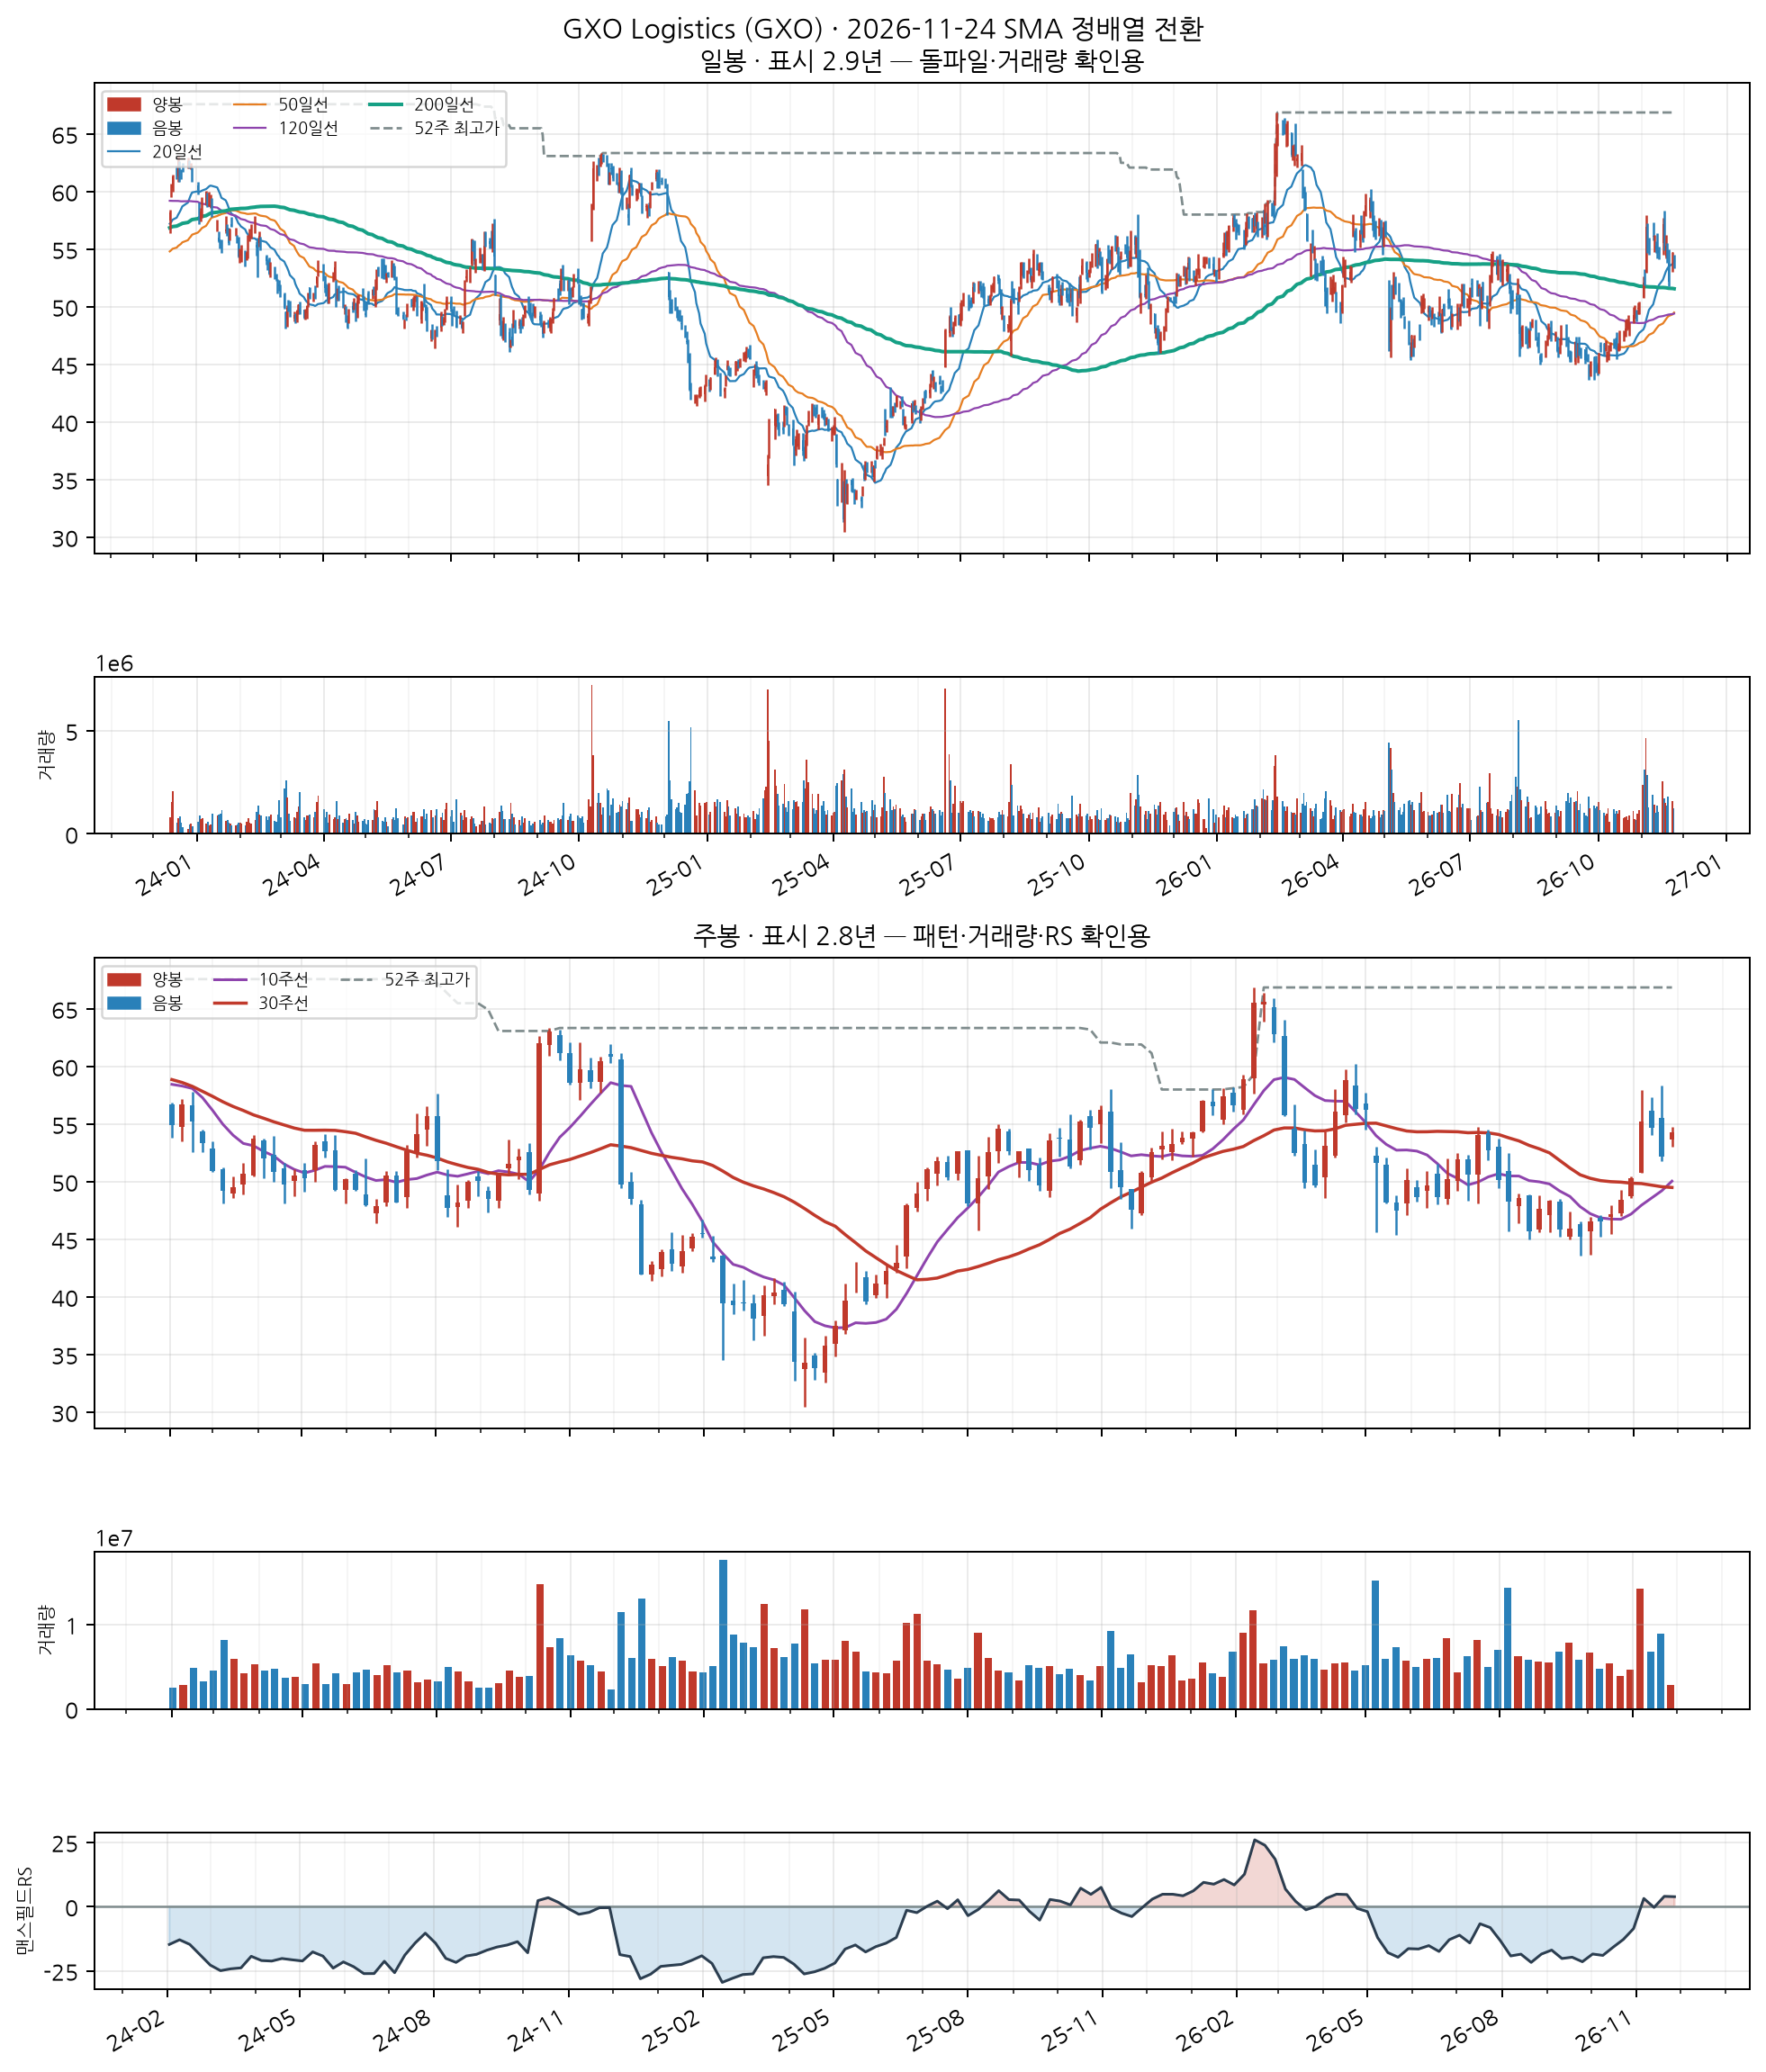 GXO Logistics (GXO) · 2026-11-24 SMA 정배열 전환
일봉 · 표시 2.9년 — 돌파일·거래량 확인용
양봉
음봉
20일선
50일선
120일선
200일선
52주 최고가
65
60
55
50
45
40
35
30
1e6
거래량
5
0
24-01
24-04
24-07
24-10
25-01
25-04
25-07
25-10
26-01
26-04
26-07
26-10
27-01
주봉 · 표시 2.8년 — 패턴·거래량·RS 확인용
양봉
음봉
10주선
30주선
52주 최고가
65
60
55
50
45
40
35
30
1e7
거래량
1
0
맨스필드RS
25
0
-25
24-02
24-05
24-08
24-11
25-02
25-05
25-08
25-11
26-02
26-05
26-08
26-11